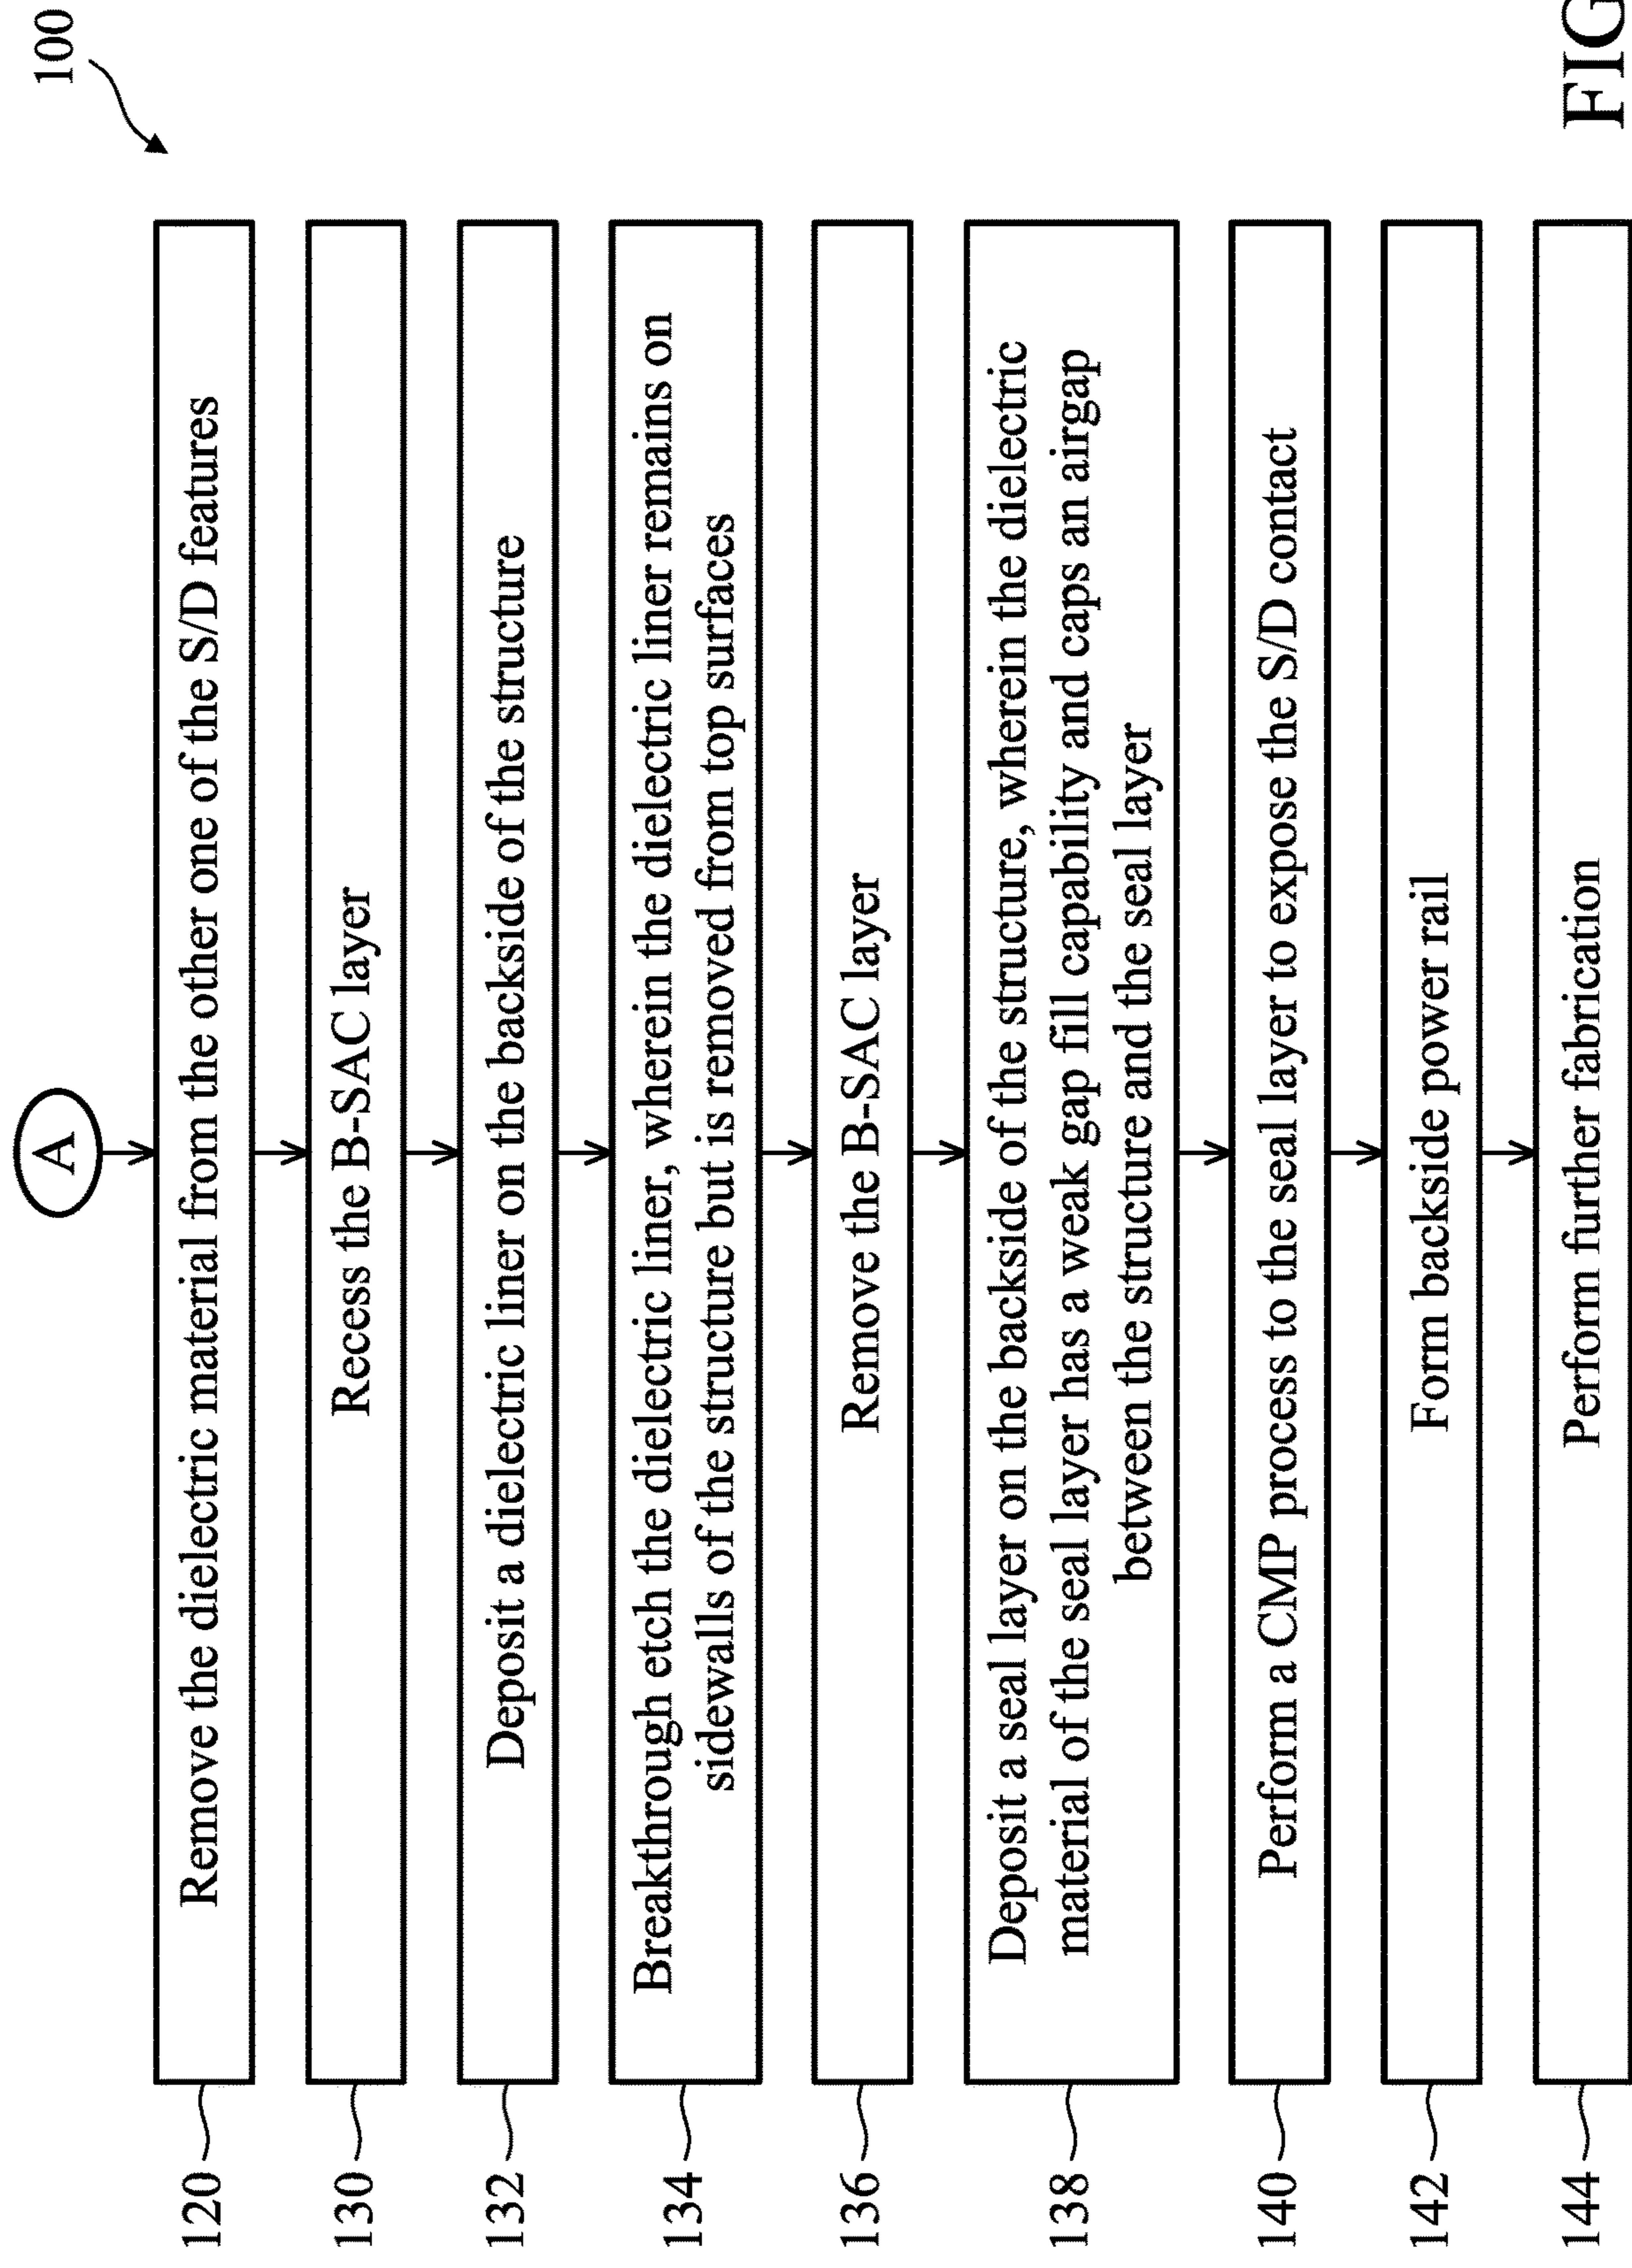 100
A
120
Remove the dielectric material from the other one of the S/D features
130
Recess the B-SAC layer
132
Deposit a dielectric liner on the backside of the structure
134
Breakthrough etch the dielectric liner, wherein the dielectric liner remains on
sidewalls of the structure but is removed from top surfaces
136
Remove the B-SAC layer
138
Deposit a seal layer on the backside of the structure, wherein the dielectric
material of the seal layer has a weak gap fill capability and caps an airgap
between the structure and the seal layer
140
Perform a CMP process to the seal layer to expose the S/D contact
142
Form backside power rail
144
Perform further fabrication
FIG